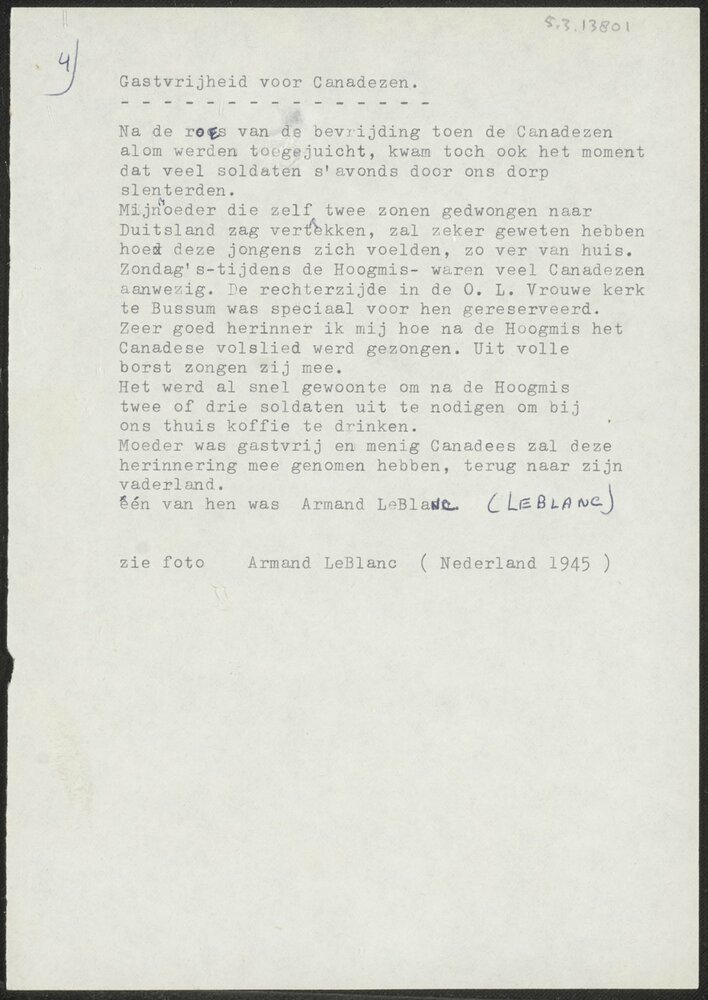 5.3.13801
4)
Gastvrijheid voor Canadezen.
- - - - - - - - - - - - - - -
Na de roes van de bevrijding toen de Canadezen
alom werden toegejuicht, kwam toch ook het moment
dat veel soldaten s'avonds door ons dorp
slenterden.
Mijnoeder die zelf twee zonen gedwongen naar
Duitsland zag vertekken, zal zeker geweten hebben
hoe deze jongens zich voelden, zo ver van huis.
Zondag's-tijdens de Hoogmis- waren veel Canadezen
aanwezig. De rechterzijde in de O. L. Vrouwe kerk
te Bussum was speciaal voor hen gereserveerd.
Zeer goed herinner ik mij hoe na de Hoogmis het
Canadese volslied werd gezongen. Uit volle
borst zongen zij mee.
Het werd al snel gewoonte om na de Hoogmis
twee of drie soldaten uit te nodigen om bij
ons thuis koffie te drinken.
Moeder was gastvrij en menig Canadees zal deze
herinnering mee genomen hebben, terug naar zijn
vaderland.
één van hen was Armand LeBlanc. (LEBLANC)
zie foto Armand LeBlanc ( Nederland 1945 )